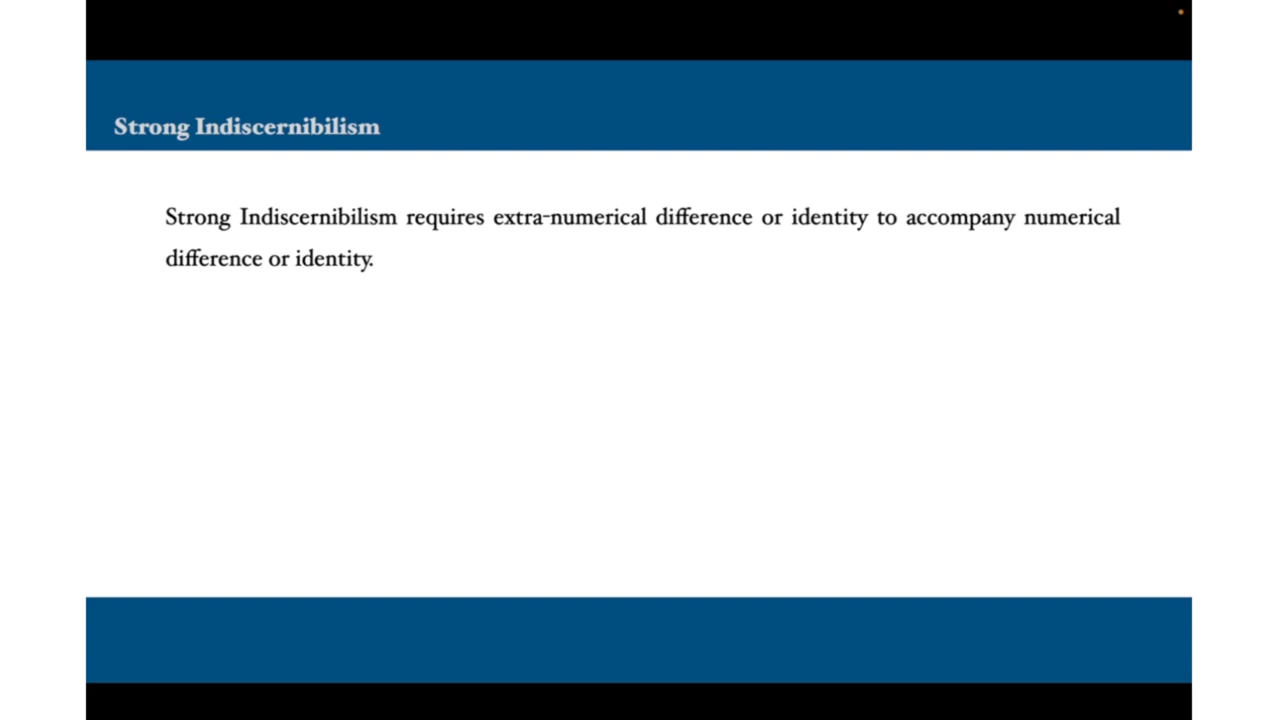 Strong Indiscernibilism
Strong Indiscernibilism requires extra-numerical difference or identity to accompany numerical
difference or identity.